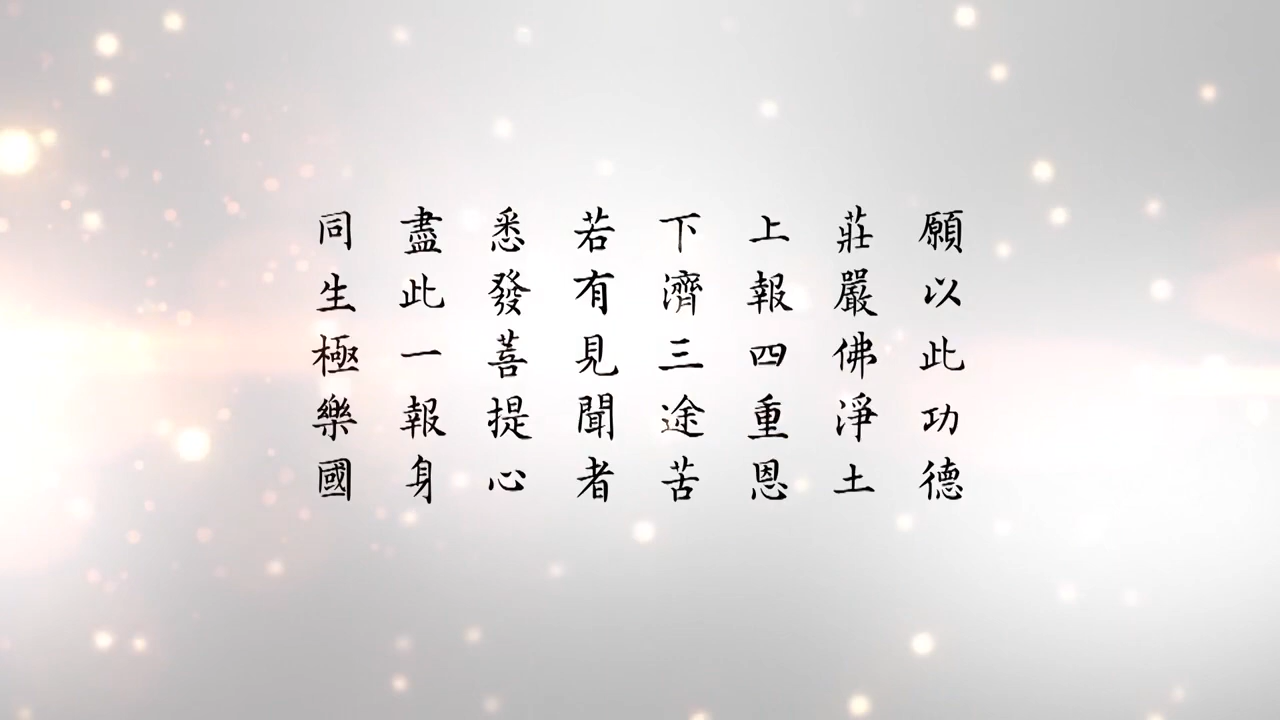 願以此功德
莊嚴佛淨土
上報四重恩
下濟三途苦
若有見聞者
悉發菩提心
盡此一報身
同生極樂國